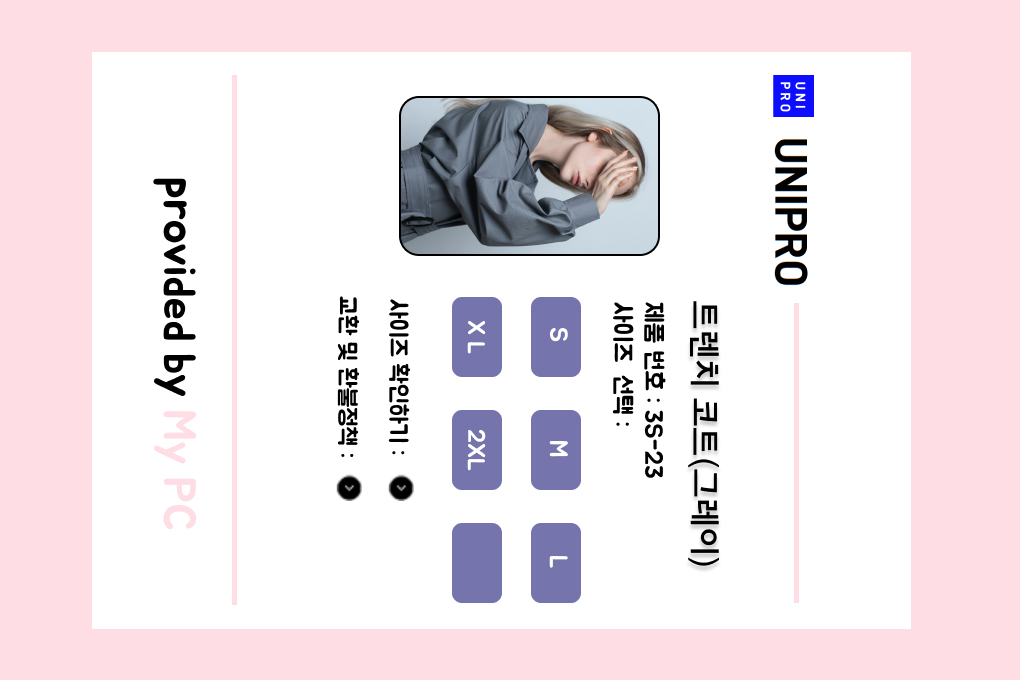 UNI
PRO
UNIPRO
트렌치 코트(그레이)
제품 번호 : 3S-23
사이즈 선택 :
S
M
L
XL
2XL
사이즈 확인하기 :
교환 및 환불정책 :
provided by My PC